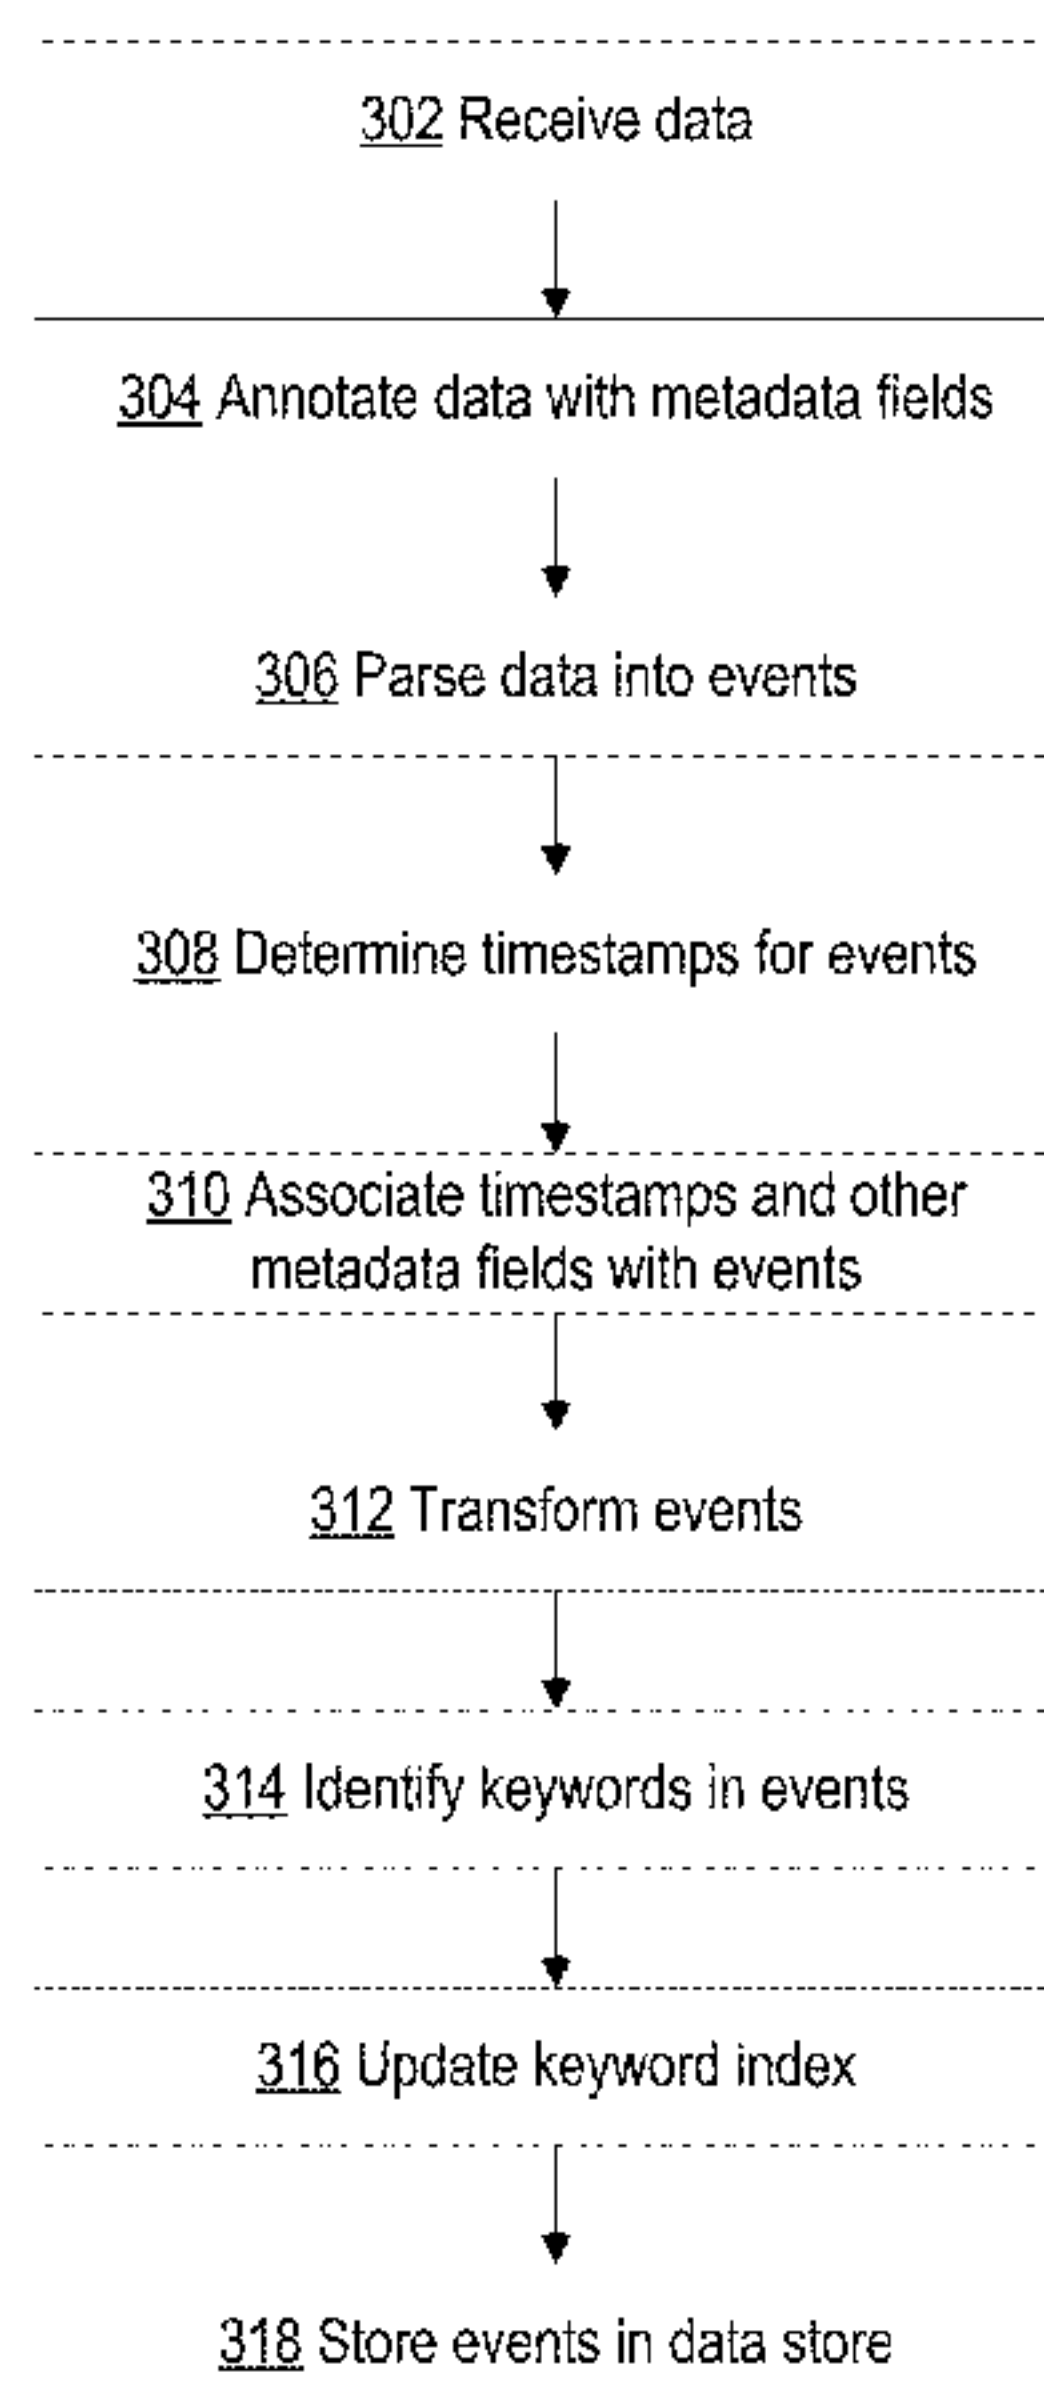 302 Receive data
304 Annotate data with metadata fields
306 Parse data into events
308 Determine timestamps for events
310 Associate timestamps and other
metadata fields with events
312 Transform events
314 Identify keywords in events
316 Update keyword index
318 Store events in data store